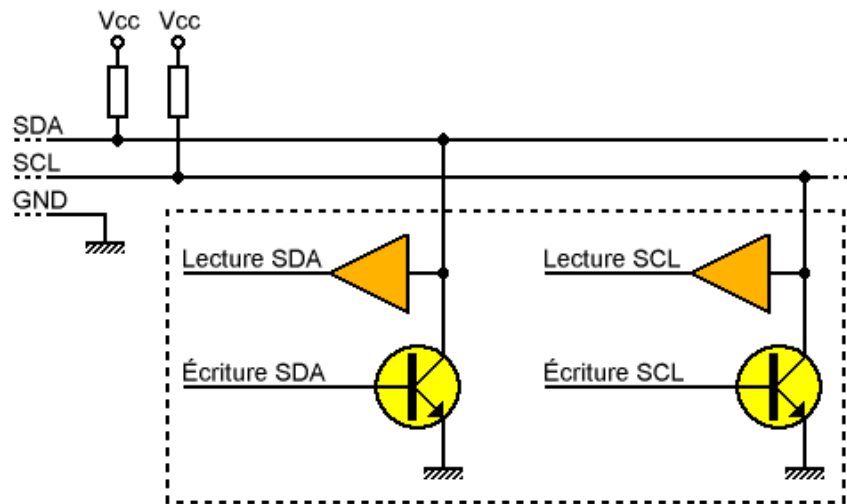 Vcc Vcc
SDA
SCL
GND
Lecture SDA Lecture SCL
Écriture SDA Écriture SCL